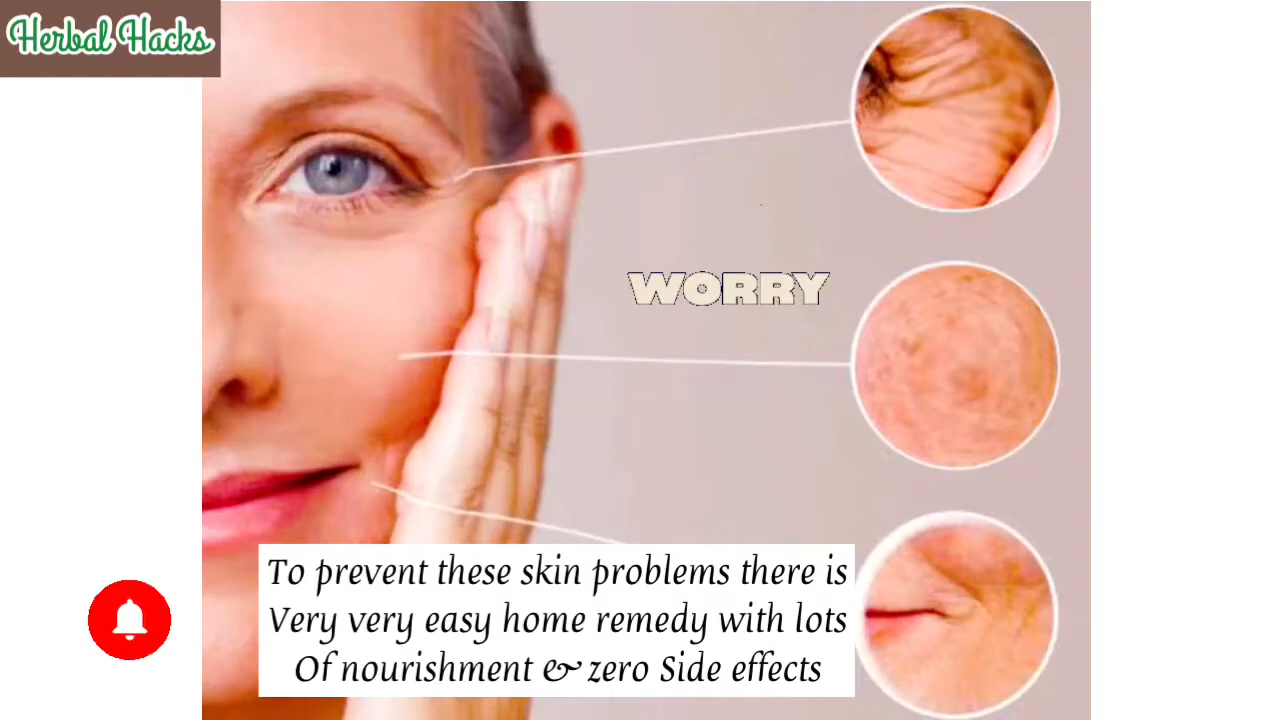 Herbal Hacks
WORRY
To prevent these skin problems there is
Very very easy home remedy with lots
Of nourishment & zero Side effects